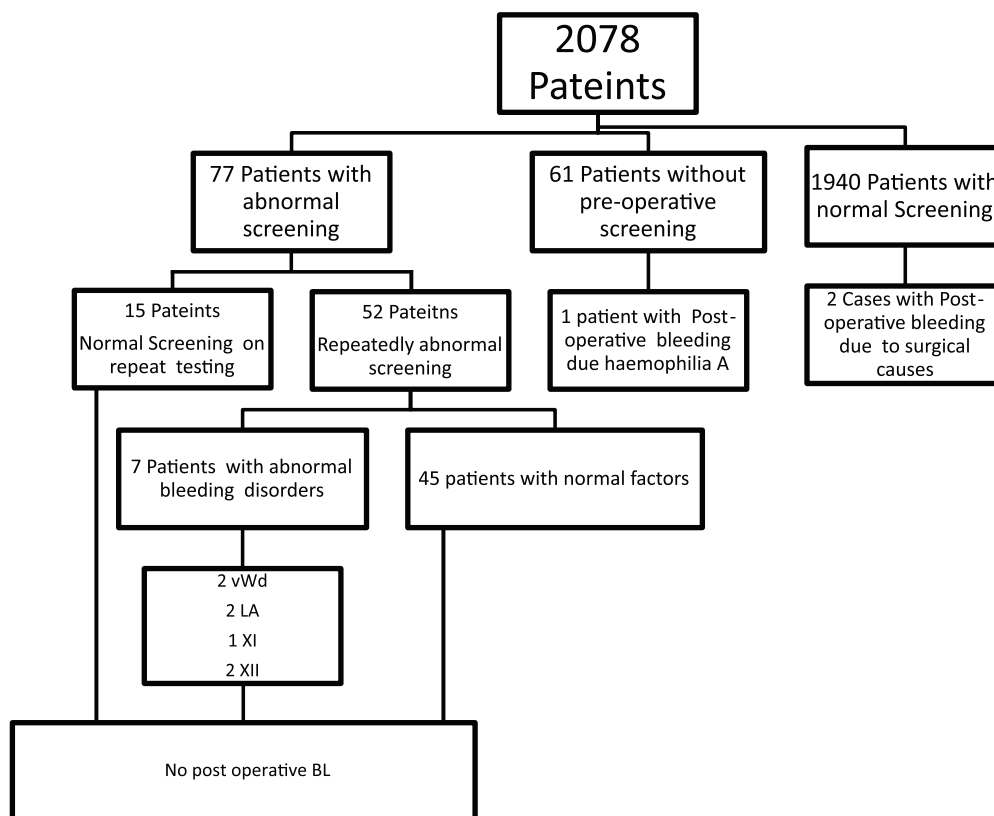 2078
Pateints
77 Patients with
abnormal
screening
61 Patients without
pre-operative
screening
1940 Patients with
normal Screening
15 Pateints
Normal Screening on
repeat testing
52 Pateitns
Repeatedly abnormal
screening
1 patient with Post-
operative bleeding
due haemophilia A
2 Cases with Post-
operative bleeding
due to surgical
causes
7 Patients with abnormal
bleeding disorders
45 patients with normal factors
2 vWd
2 LA
1 XI
2 XII
No post operative BL